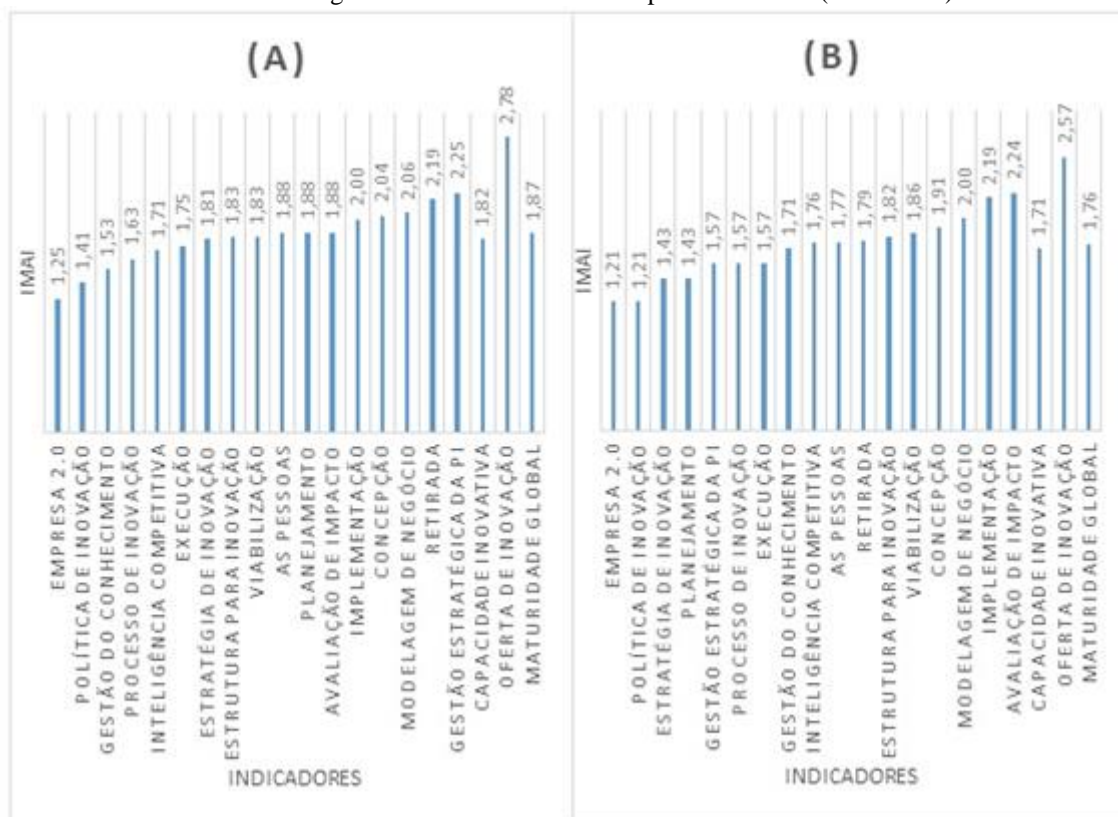 (A)
IMAI
1,25
1,41
1,53
1,63
1,71
1,75
1,81
1,83
1,83
1,88
1,88
1,88
2,00
2,04
2,06
2,19
2,25
1,82
2,78
1,87
EMPRESA 2.0
POLÍTICA DE INOVAÇÃO
GESTÃO DO CONHECIMENTO
PROCESSO DE INOVAÇÃO
INTELIGÊNCIA COMPETITIVA
EXECUÇÃO
ESTRATÉGIA DE INOVAÇÃO
ESTRUTURA PARA INOVAÇÃO
VIABILIZAÇÃO
AS PESSOAS
PLANEJAMENTO
AVALIAÇÃO DE IMPACTO
IMPLEMENTAÇÃO
CONCEPÇÃO
MODELAGEM DE NEGÓCIO
RETIRADA
GESTÃO ESTRATÉGICA DA PI
CAPACIDADE INOVATIVA
OFERTA DE INOVAÇÃO
MATURIDADE GLOBAL
INDICADORES
(B)
IMAI
1,21
1,21
1,43
1,43
1,57
1,57
1,57
1,71
1,76
1,77
1,79
1,82
1,86
1,91
2,00
2,19
2,24
1,71
2,57
1,76
EMPRESA 2.0
POLÍTICA DE INOVAÇÃO
ESTRATÉGIA DE INOVAÇÃO
PLANEJAMENTO
GESTÃO ESTRATÉGICA DA PI
PROCESSO DE INOVAÇÃO
EXECUÇÃO
GESTÃO DO CONHECIMENTO
INTELIGÊNCIA COMPETITIVA
AS PESSOAS
RETIRADA
ESTRUTURA PARA INOVAÇÃO
VIABILIZAÇÃO
CONCEPÇÃO
MODELAGEM DE NEGÓCIO
IMPLEMENTAÇÃO
AVALIAÇÃO DE IMPACTO
CAPACIDADE INOVATIVA
OFERTA DE INOVAÇÃO
MATURIDADE GLOBAL
INDICADORES